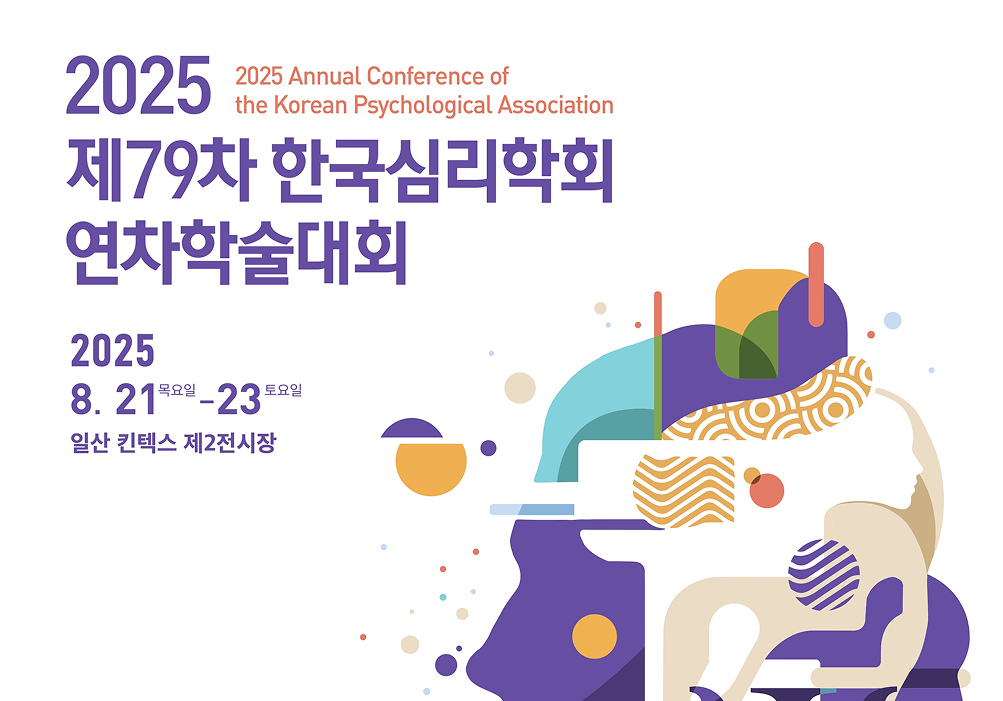 2025
2025 Annual Conference of
the Korean Psychological Association
제79차 한국심리학회
연차학술대회
2025
8. 21목요일-23토요일
일산 킨텍스 제2전시장